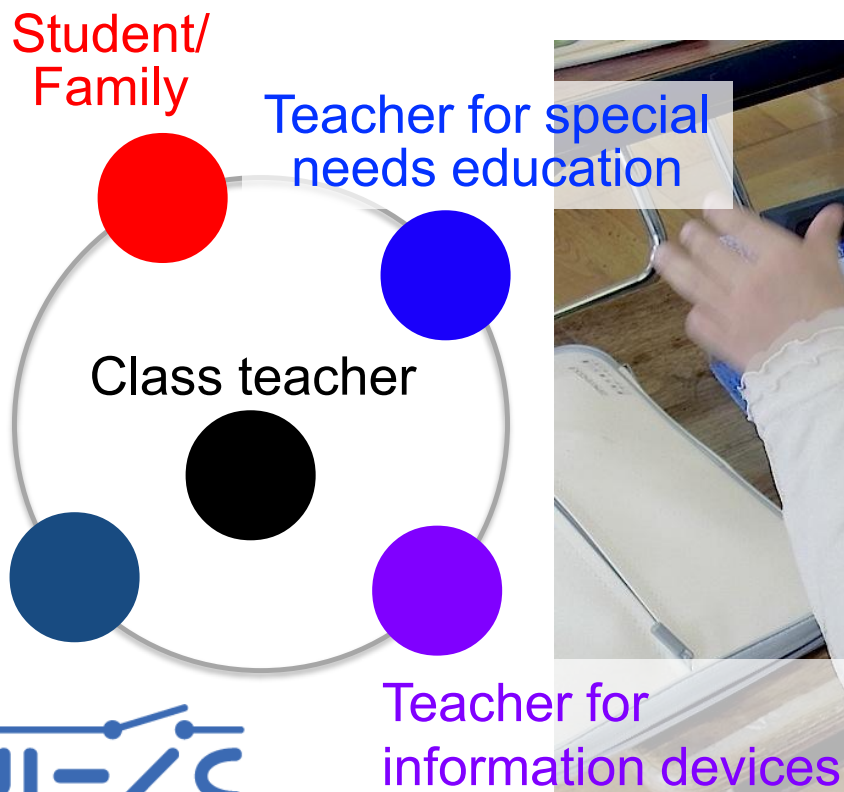 Student/
Family
Teacher for special
needs education
Class teacher
Teacher for
information devices